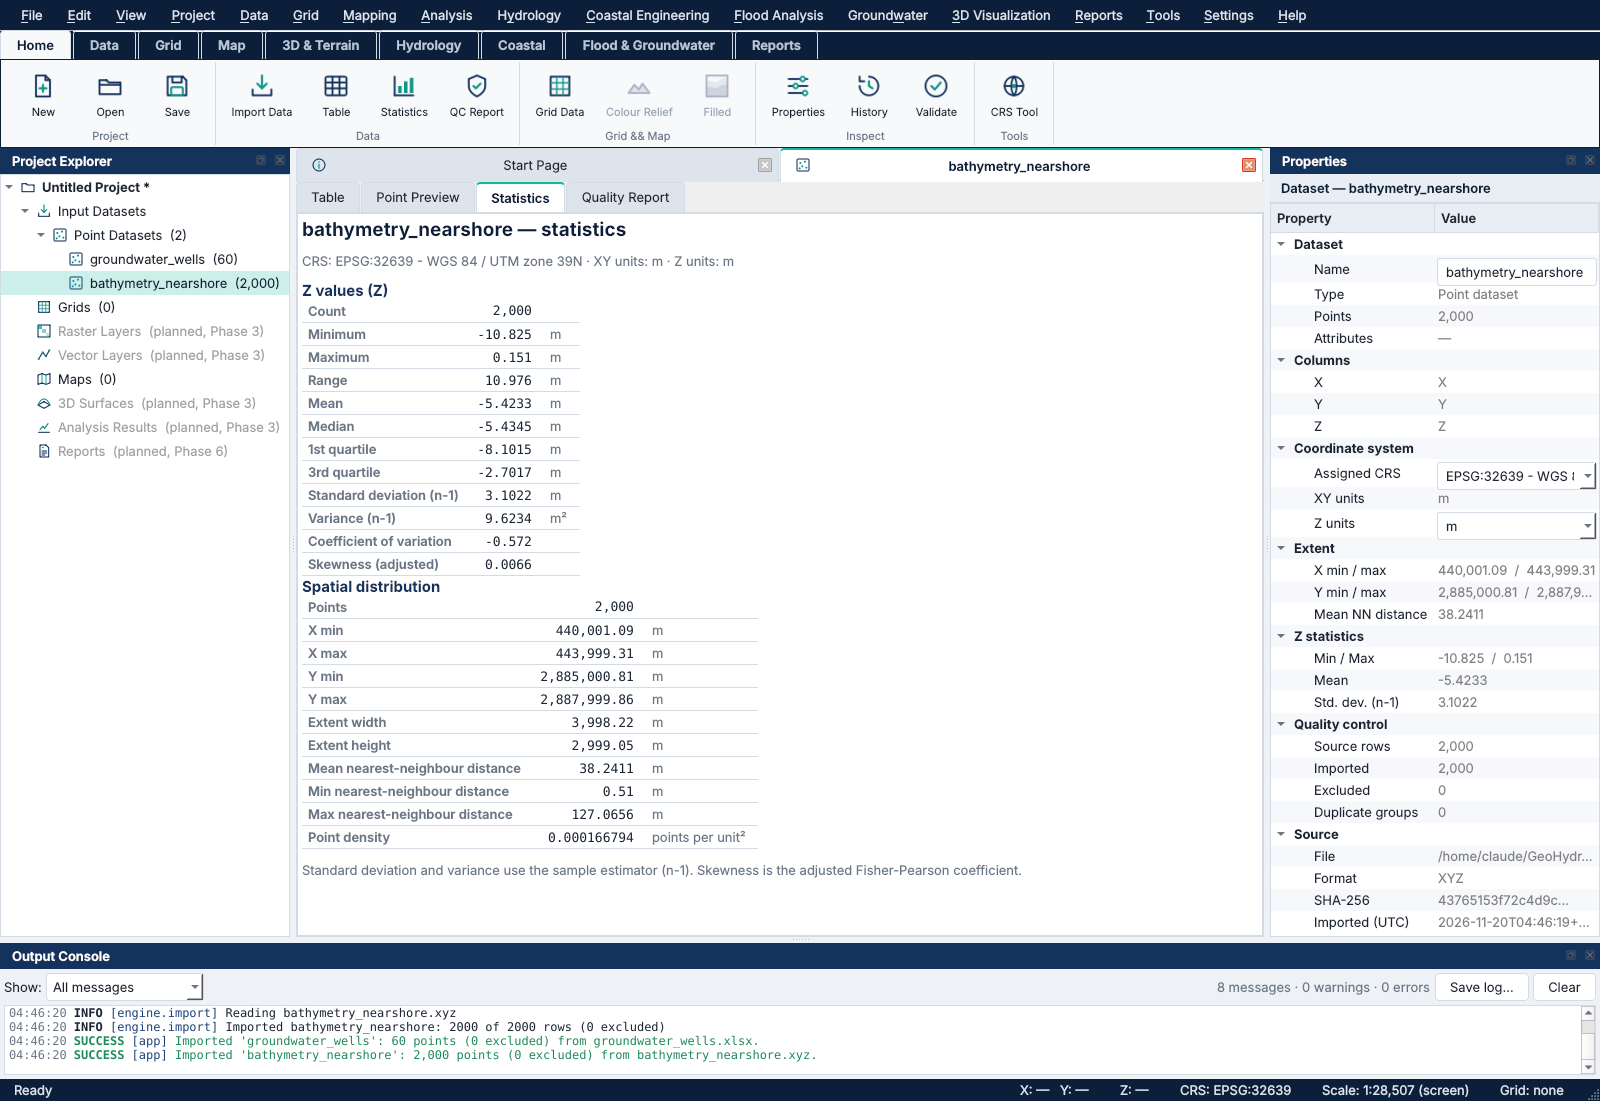 File Edit View Project Data Grid Mapping Analysis Hydrology Coastal Engineering Flood Analysis Groundwater 3D Visualization Reports Tools Settings Help
Home Data Grid Map 3D & Terrain Hydrology Coastal Flood & Groundwater Reports
New Open Save Import Data Table Statistics QC Report Grid Data Colour Relief Filled Properties History Validate CRS Tool
Project Data Grid && Map Inspect Tools
Project Explorer
Untitled Project *
Input Datasets
Point Datasets (2)
groundwater_wells (60)
bathymetry_nearshore (2,000)
Grids (0)
Raster Layers (planned, Phase 3)
Vector Layers (planned, Phase 3)
Maps (0)
3D Surfaces (planned, Phase 3)
Analysis Results (planned, Phase 3)
Reports (planned, Phase 6)
Start Page bathymetry_nearshore
Table Point Preview Statistics Quality Report
bathymetry_nearshore — statistics
CRS: EPSG:32639 - WGS 84 / UTM zone 39N · XY units: m · Z units: m
Z values (Z)
Count 2,000
Minimum -10.825 m
Maximum 0.151 m
Range 10.976 m
Mean -5.4233 m
Median -5.4345 m
1st quartile -8.1015 m
3rd quartile -2.7017 m
Standard deviation (n-1) 3.1022 m
Variance (n-1) 9.6234 m²
Coefficient of variation -0.572
Skewness (adjusted) 0.0066
Spatial distribution
Points 2,000
X min 440,001.09 m
X max 443,999.31 m
Y min 2,885,000.81 m
Y max 2,887,999.86 m
Extent width 3,998.22 m
Extent height 2,999.05 m
Mean nearest-neighbour distance 38.2411 m
Min nearest-neighbour distance 0.51 m
Max nearest-neighbour distance 127.0656 m
Point density 0.000166794 points per unit²
Standard deviation and variance use the sample estimator (n-1). Skewness is the adjusted Fisher-Pearson coefficient.
Properties
Dataset — bathymetry_nearshore
Property Value
Dataset
Name bathymetry_nearshore
Type Point dataset
Points 2,000
Attributes —
Columns
X X
Y Y
Z Z
Coordinate system
Assigned CRS EPSG:32639 - WGS
XY units m
Z units m
Extent
X min / max 440,001.09 / 443,999.31
Y min / max 2,885,000.81 / 2,887,9...
Mean NN distance 38.2411
Z statistics
Min / Max -10.825 / 0.151
Mean -5.4233
Std. dev. (n-1) 3.1022
Quality control
Source rows 2,000
Imported 2,000
Excluded 0
Duplicate groups 0
Source
File /home/claude/GeoHydr...
Format XYZ
SHA-256 43765153f72c4d9c...
Imported (UTC) 2026-11-20T04:46:19+...
Output Console
Show: All messages 8 messages · 0 warnings · 0 errors Save log... Clear
04:46:20 INFO [engine.import] Reading bathymetry_nearshore.xyz
04:46:20 INFO [engine.import] Imported bathymetry_nearshore: 2000 of 2000 rows (0 excluded)
04:46:20 SUCCESS [app] Imported 'groundwater_wells': 60 points (0 excluded) from groundwater_wells.xlsx.
04:46:20 SUCCESS [app] Imported 'bathymetry_nearshore': 2,000 points (0 excluded) from bathymetry_nearshore.xyz.
Ready X: — Y: — Z: — CRS: EPSG:32639 Scale: 1:28,507 (screen) Grid: none